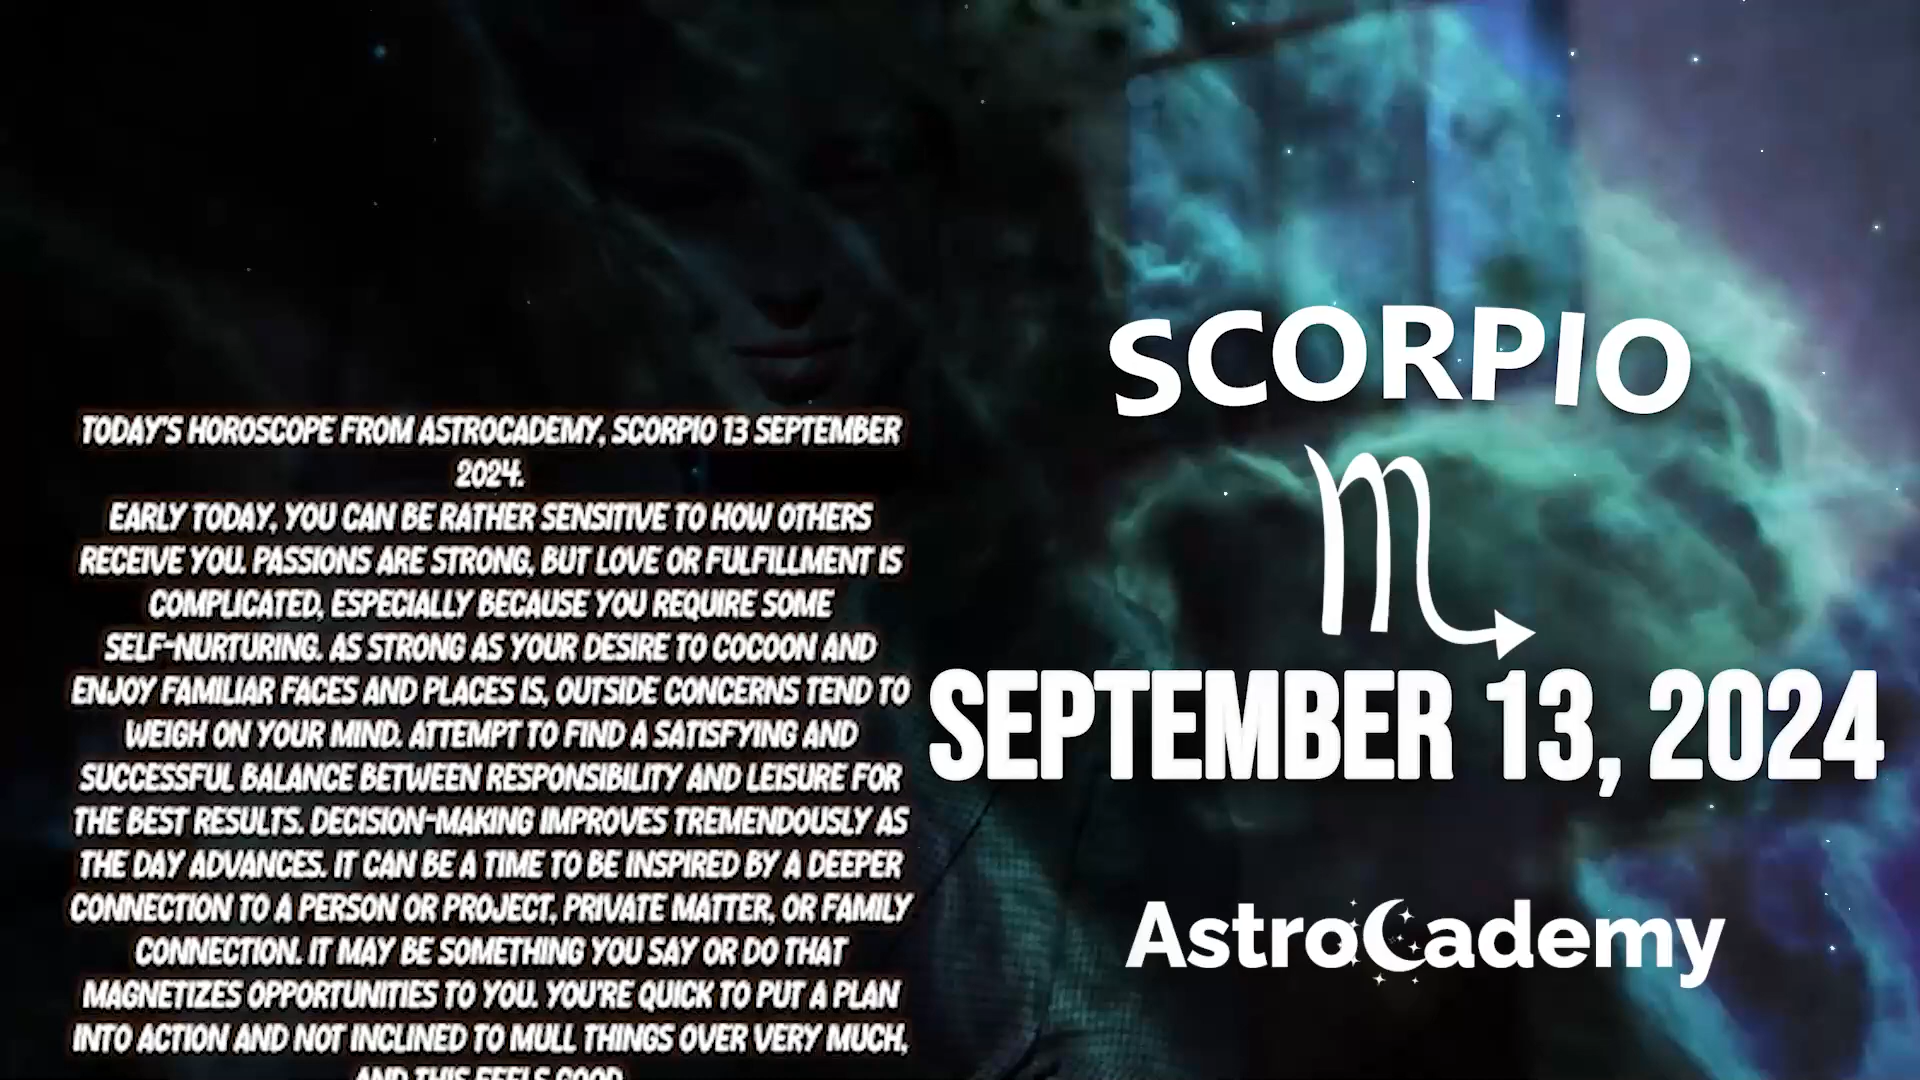 TODAY'S HOROSCOPE FROM ASTROCADEMY, SCORPIO 13 SEPTEMBER
2024.
EARLY TODAY, YOU CAN BE RATHER SENSITIVE TO HOW OTHERS
RECEIVE YOU. PASSIONS ARE STRONG, BUT LOVE OR FULFILLMENT IS
COMPLICATED, ESPECIALLY BECAUSE YOU REQUIRE SOME
SELF-NURTURING. AS STRONG AS YOUR DESIRE TO COCOON AND
ENJOY FAMILIAR FACES AND PLACES IS, OUTSIDE CONCERNS TEND TO
WEIGH ON YOUR MIND. ATTEMPT TO FIND A SATISFYING AND
SUCCESSFUL BALANCE BETWEEN RESPONSIBILITY AND LEISURE FOR
THE BEST RESULTS. DECISION-MAKING IMPROVES TREMENDOUSLY AS
THE DAY ADVANCES. IT CAN BE A TIME TO BE INSPIRED BY A DEEPER
CONNECTION TO A PERSON OR PROJECT, PRIVATE MATTER, OR FAMILY
CONNECTION. IT MAY BE SOMETHING YOU SAY OR DO THAT
MAGNETIZES OPPORTUNITIES TO YOU. YOU'RE QUICK TO PUT A PLAN
INTO ACTION AND NOT INCLINED TO MULL THINGS OVER VERY MUCH,
AND THIS FEELS GOOD.
SCORPIO
SEPTEMBER 13, 2024
AstroCademy